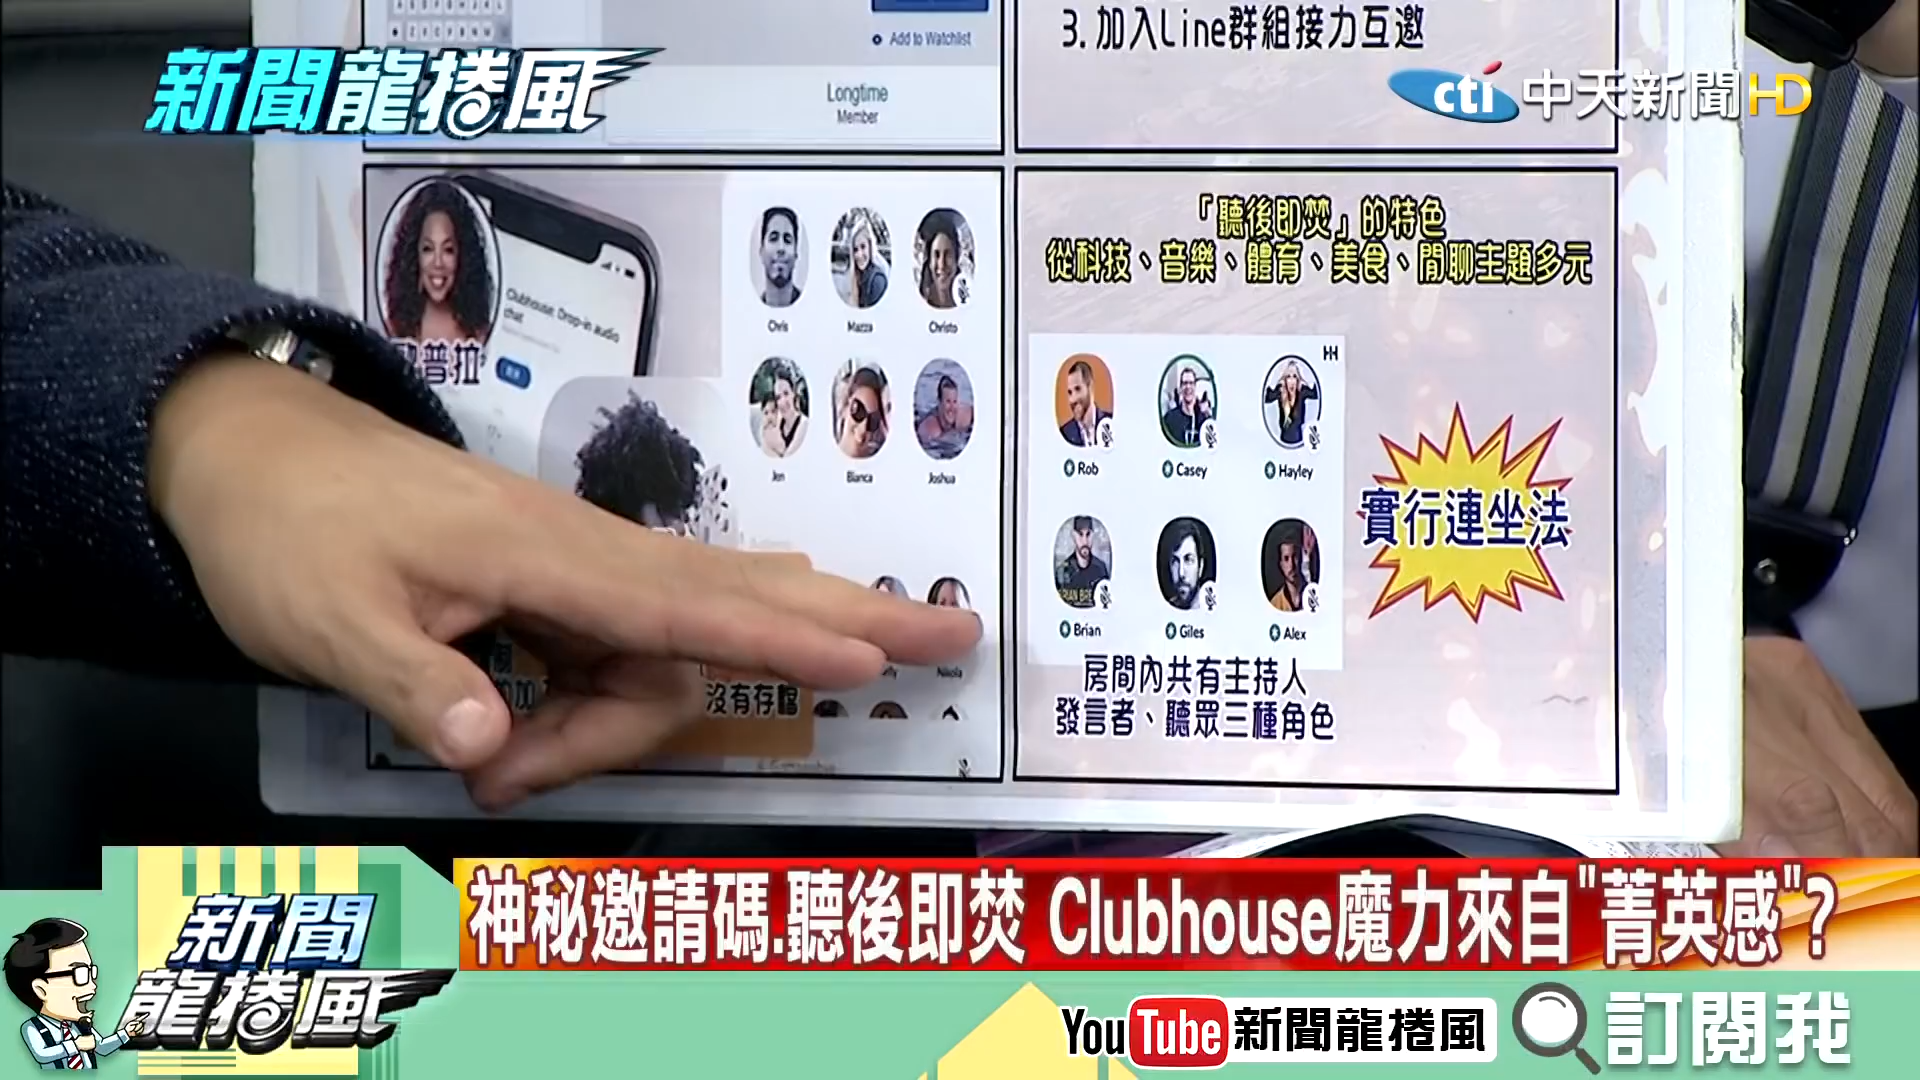 新聞龍捲風
Add to Watchlist
Longtime
Member
3. 加入Line群組接力互邀
cti 中天新聞HD
Clubhouse: Drop-in audio
chat
歐普拉
Chris
Mazza
Christo
Jen
Bianca
Joshua
Nikola
沒有存檔
「聽後即焚」的特色
從科技、音樂、體育、美食、閒聊主題多元
Rob
Casey
Hayley
Brian
Giles
Alex
實行連坐法
房間內共有主持人
發言者、聽眾三種角色
神秘邀請碼.聽後即焚 Clubhouse魔力來自"菁英感"?
新聞
龍捲風
YouTube 新聞龍捲風 訂閱我